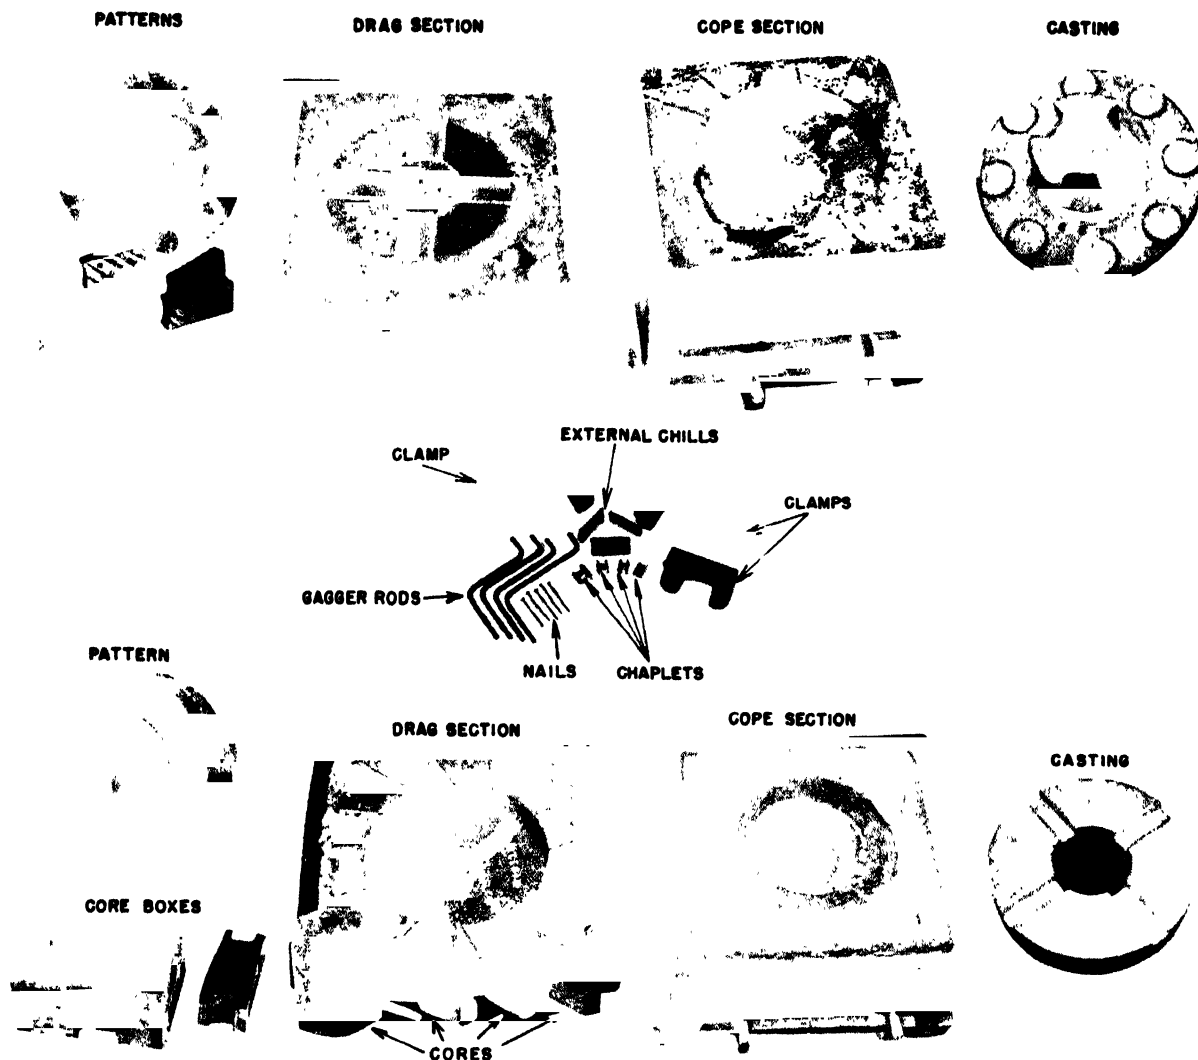 PATTERNS
DRAG SECTION
COPE SECTION
CASTING
EXTERNAL CHILLS
CLAMP
CLAMPS
GAGGER RODS
NAILS
CHAPLETS
PATTERN
DRAG SECTION
COPE SECTION
CASTING
CORE BOXES
CORES